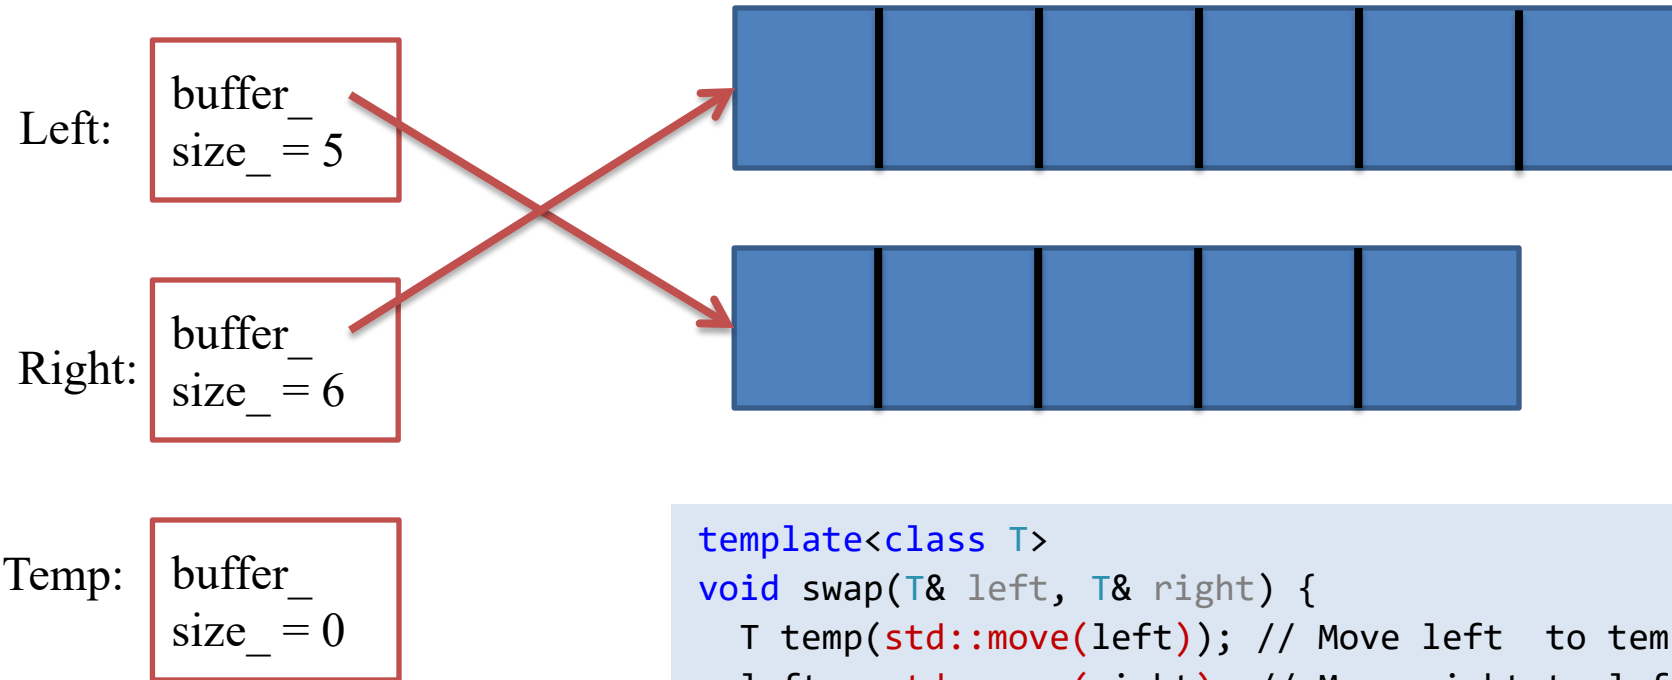 Left:
buffer_
size_ = 5
Right:
buffer_
size_ = 6
Temp:
buffer_
size_ = 0
template<class T>
void swap(T& left, T& right) {
T temp(std::move(left)); // Move left to tem